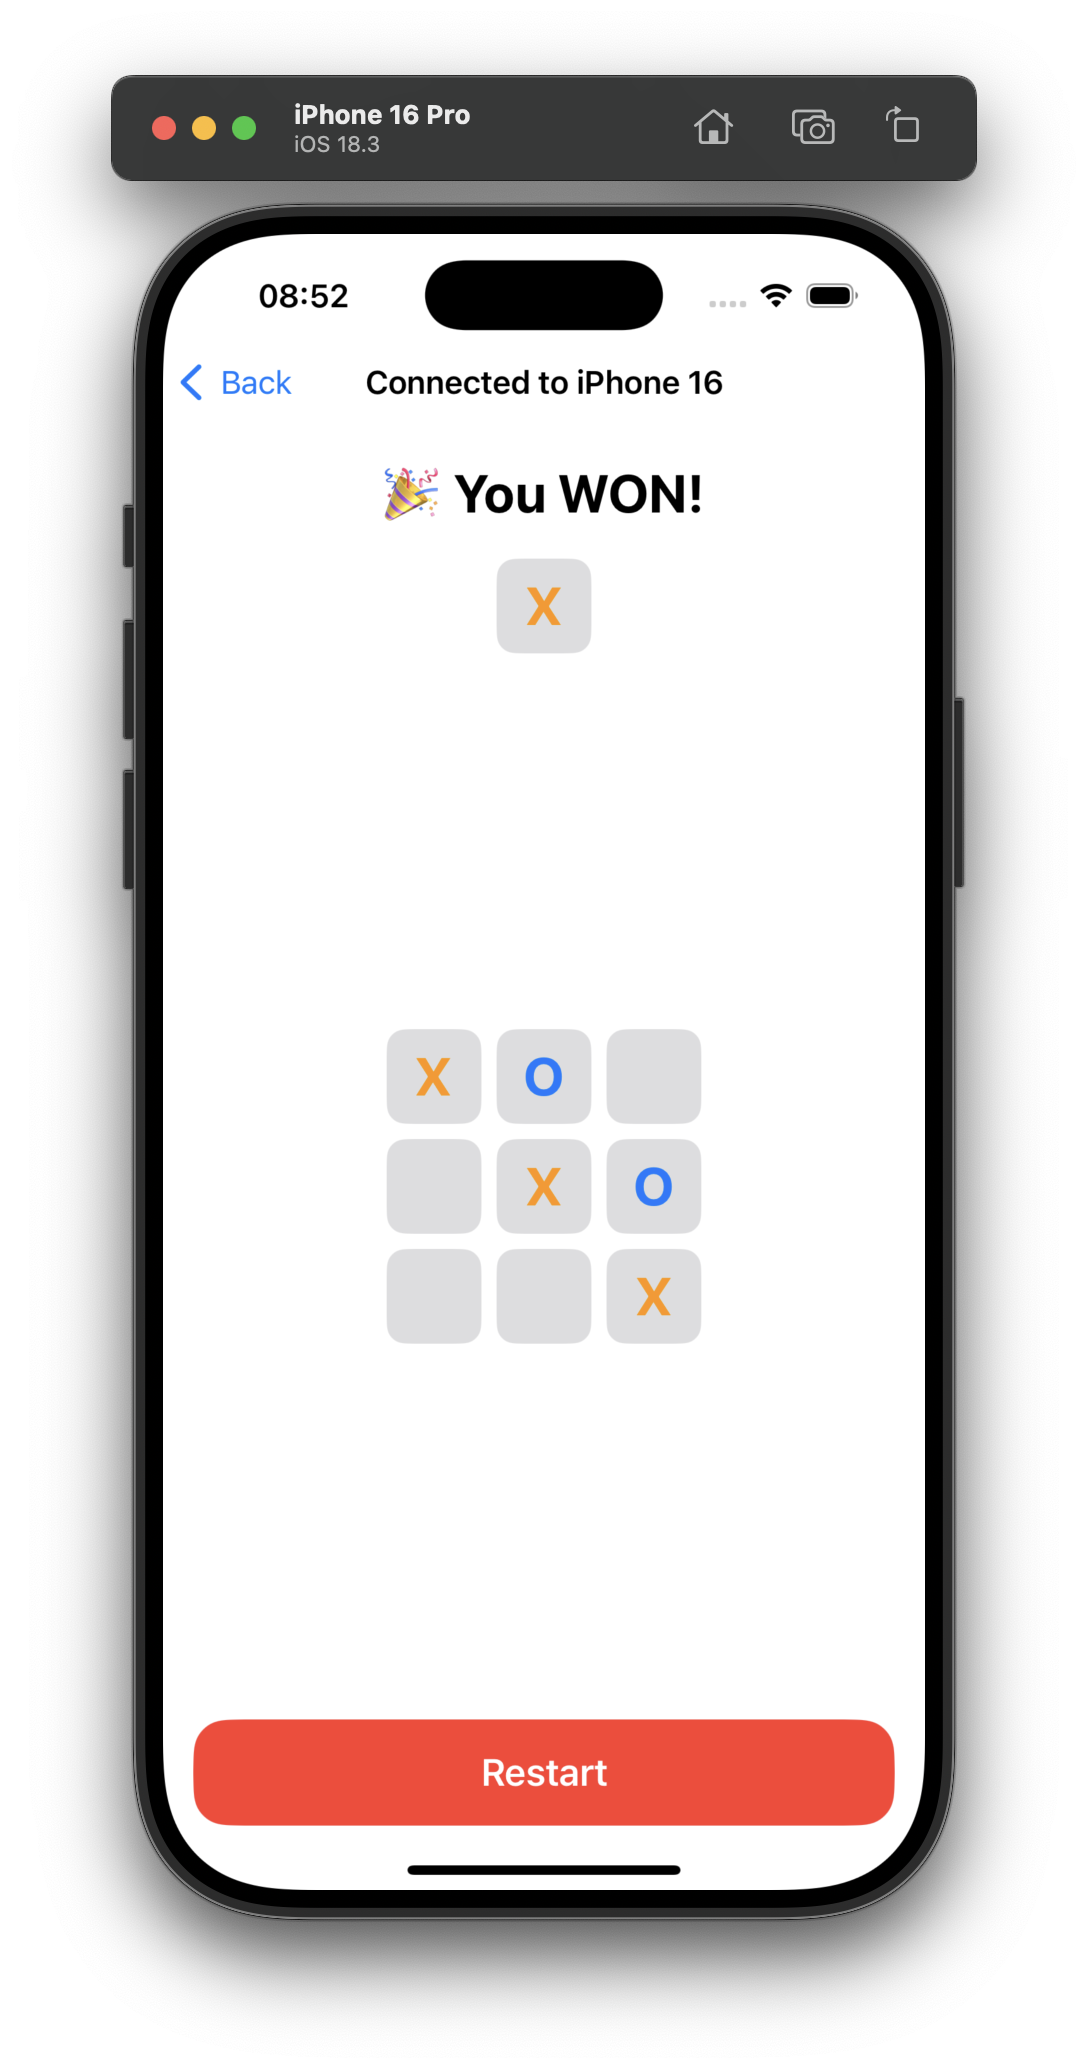 iPhone 16 Pro
iOS 18.3
08:52
Back
Connected to iPhone 16
🎉 You WON!
X
X O
X O
X
Restart